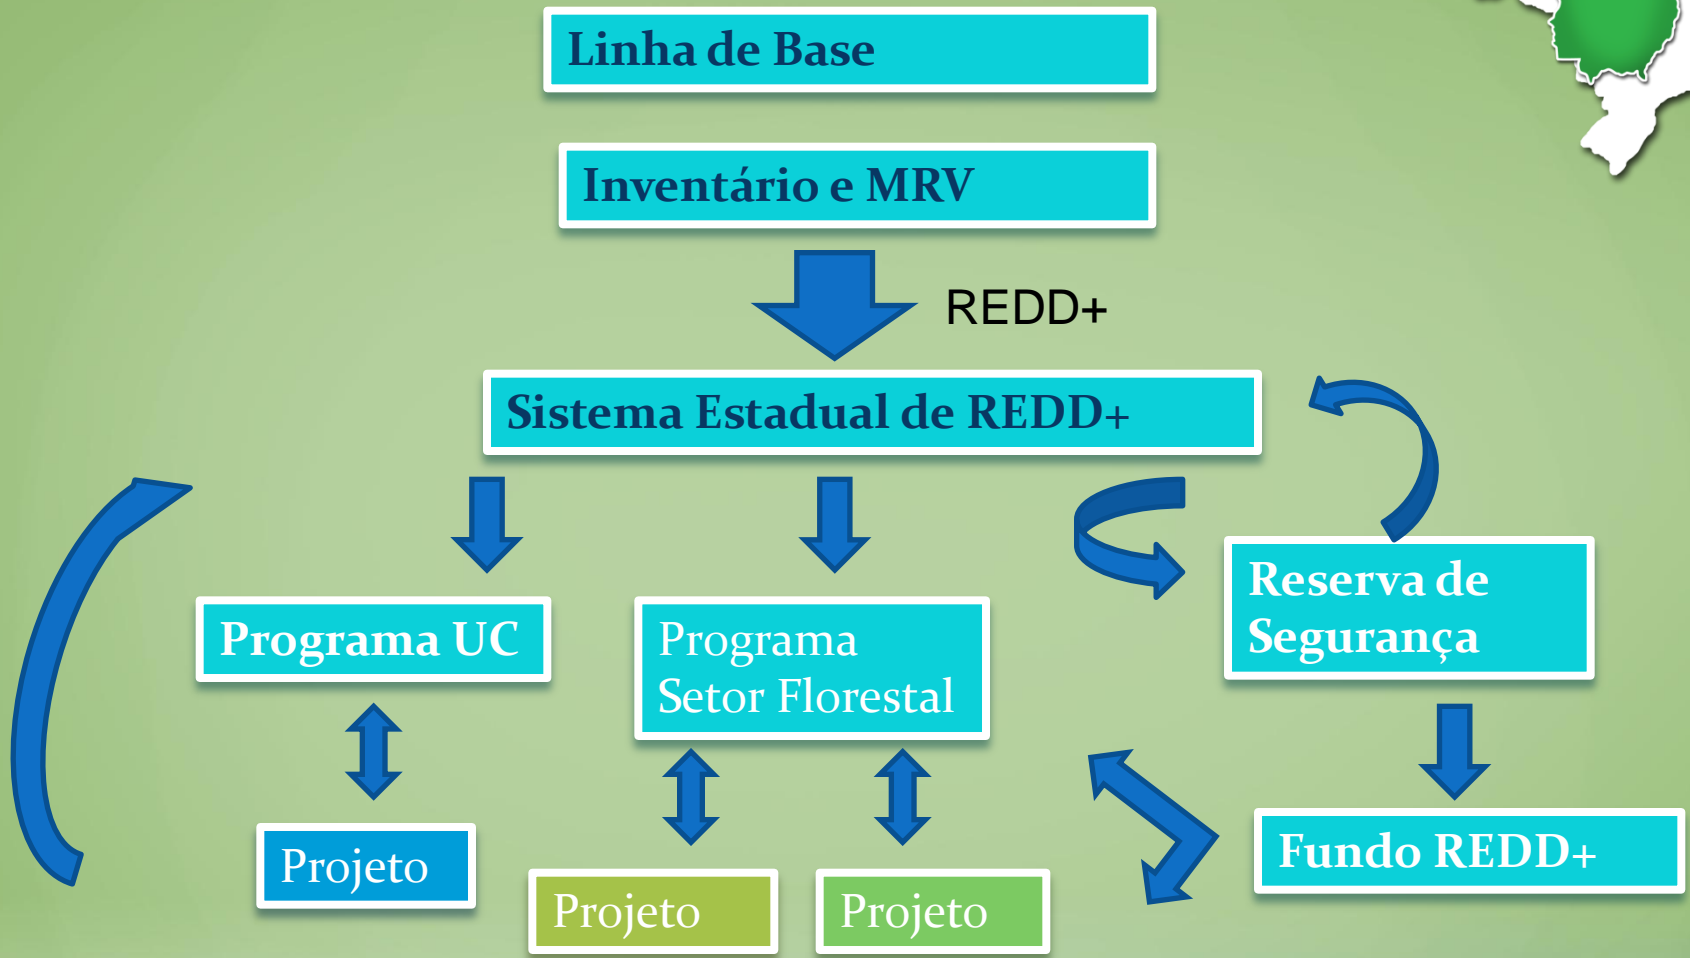 Linha de Base
Inventário e MRV
REDD+
Sistema Estadual de REDD+
Programa UC
Programa
Setor Florestal
Reserva de
Segurança
Projeto
Projeto
Projeto
Fundo REDD+